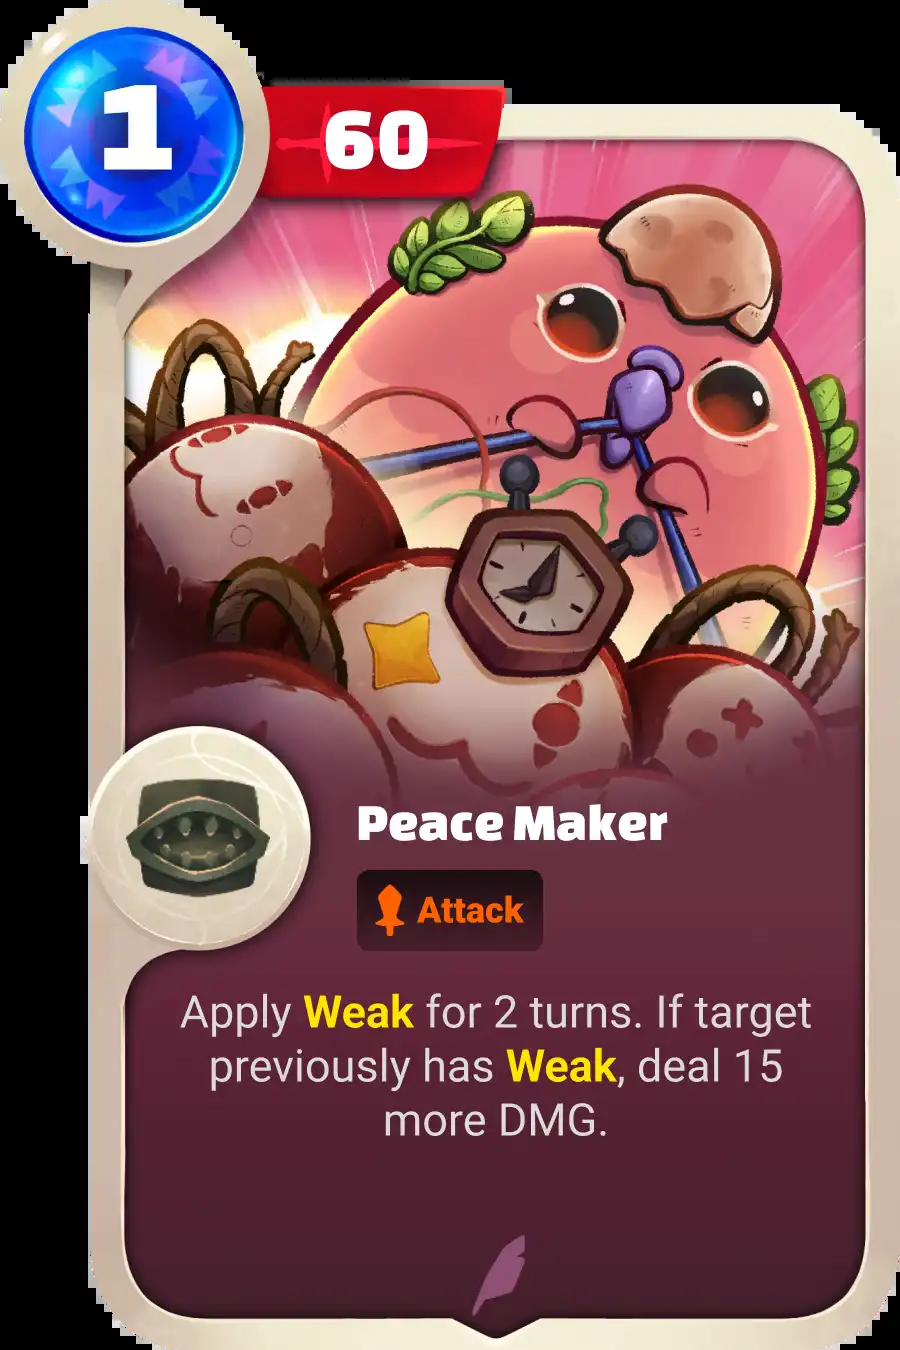 1
60
Peace Maker
Attack
Apply Weak for 2 turns. If target
previously has Weak, deal 15
more DMG.